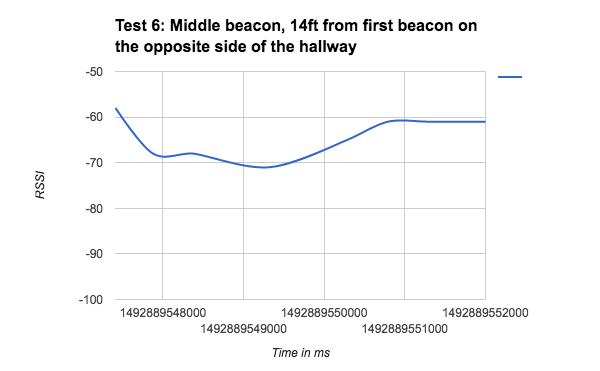 Test 6: Middle beacon, 14ft from first beacon on
the opposite side of the hallway
-50
-60
-70
-80
-90
-100
RSSI
1492889548000
1492889549000
1492889550000
1492889551000
1492889552000
Time in ms